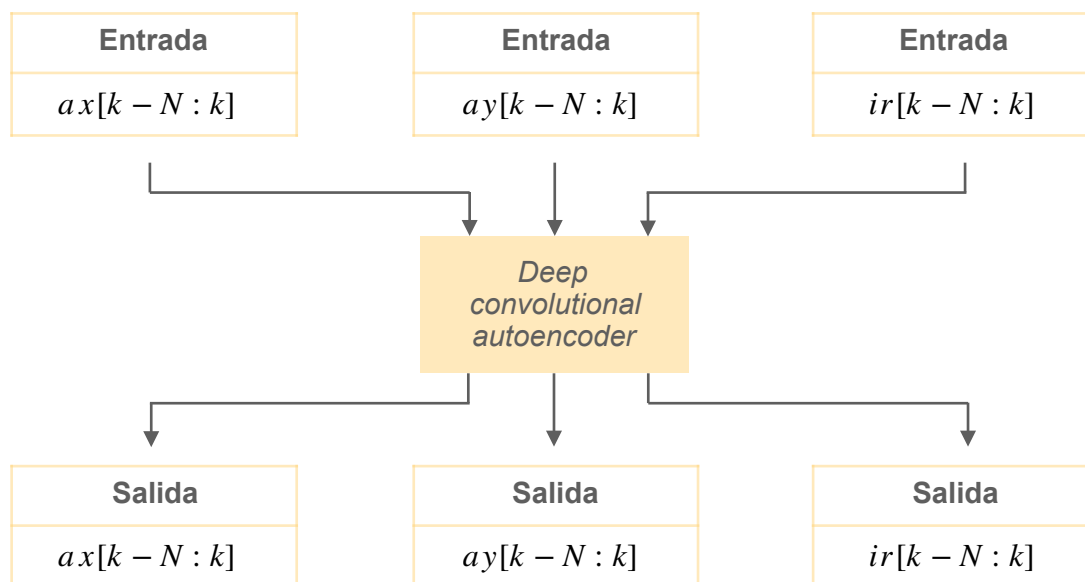 Entrada Entrada Entrada
ax[k − N : k] ay[k − N : k] ir[k − N : k]
Deep
convolutional
autoencoder
Salida Salida Salida
ax[k − N : k] ay[k − N : k] ir[k − N : k]